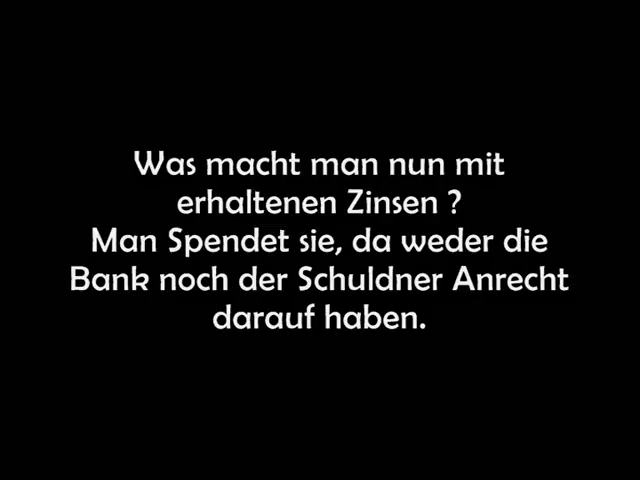 Was macht man nun mit
erhaltenen Zinsen ?
Man Spendet sie, da weder die
Bank noch der Schuldner Anrecht
darauf haben.